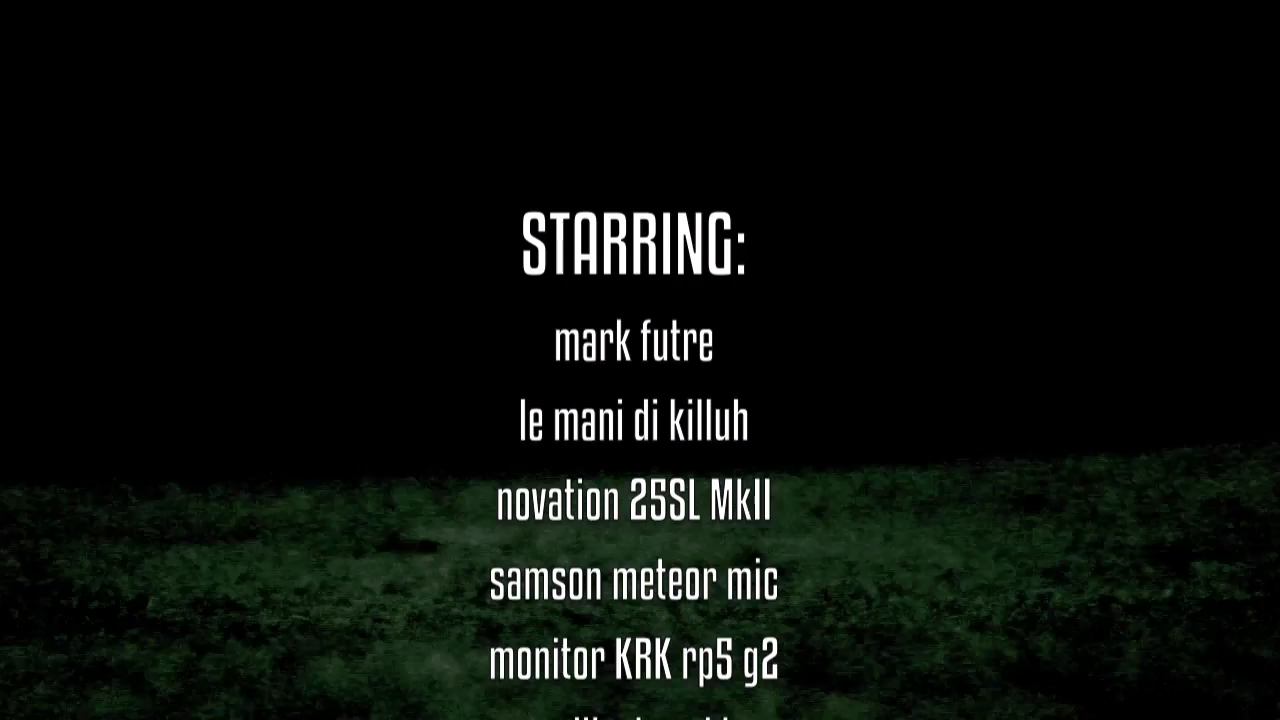 STARRING:
mark futre
le mani di killuh
novation 25SL MkII
samson meteor mic
monitor KRK rp5 g2